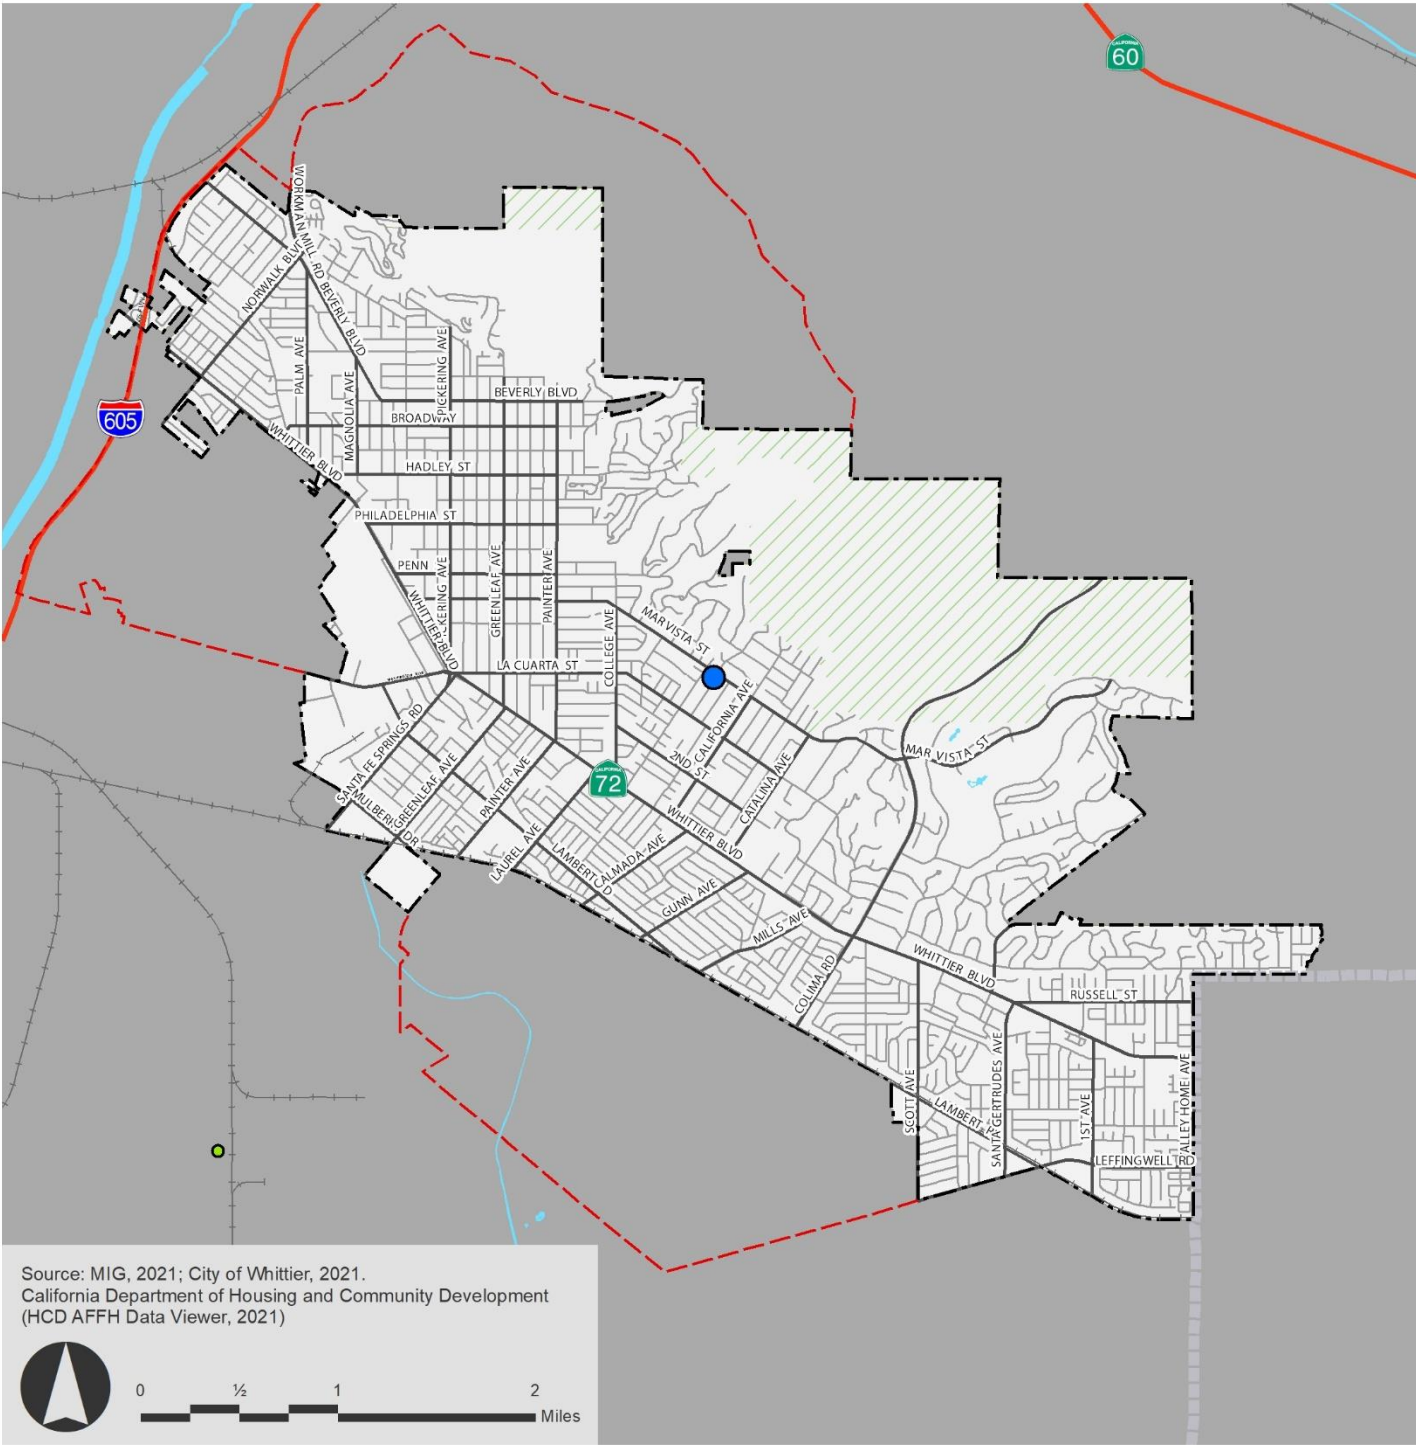 CALIFORNIA
60
WORKMAN MILL RD
NORWALK BLVD
BEVERLY BLVD
PALM AVE
MAGNOLIA AVE
PICKERING AVE
BEVERLY BLVD
BROADWAY
605
WHITTIER BLVD
HADLEY ST
PHILADELPHIA ST
PENN
GREENLEAF AVE
PAINTER AVE
WHITTIER BLVD
CKERING AVE
COLLEGE AVE
MAR VISTA ST
LA CUARTA ST
CALIFORNIA AVE
SANTA FE SPRINGS RD
GREENLEAF AVE
PAINTER AVE
MULBERRY DR
2ND ST
CATALINA AVE
MAR VISTA ST
CALIFORNIA
72
LAUREL AVE
LAMBERT
CALMADA AVE
WHITTIER BLVD
GUNN AVE
MILLS AVE
COLIMA RD
WHITTIER BLVD
RUSSELL ST
SCOTT AVE
SANTA GERTRUDES AVE
LAMBERT
1ST AVE
ALLEY HOME AVE
LEFFINGWELL RD
Source: MIG, 2021; City of Whittier, 2021.
California Department of Housing and Community Development
(HCD AFFH Data Viewer, 2021)
0 ½ 1 2
Miles